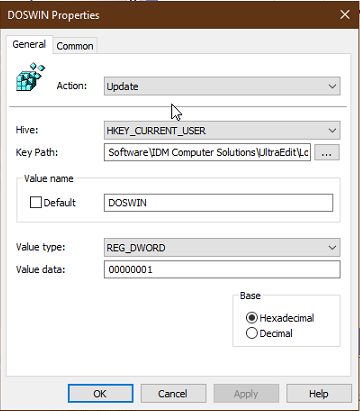 DOSWIN Properties
General Common
Action: Update
Hive: HKEY_CURRENT_USER
Key Path: Software\IDM Computer Solutions\UltraEdit\Lo ...
Value name
Default DOSWIN
Value type: REG_DWORD
Value data: 00000001
Base
Hexadecimal
Decimal
OK Cancel Apply Help